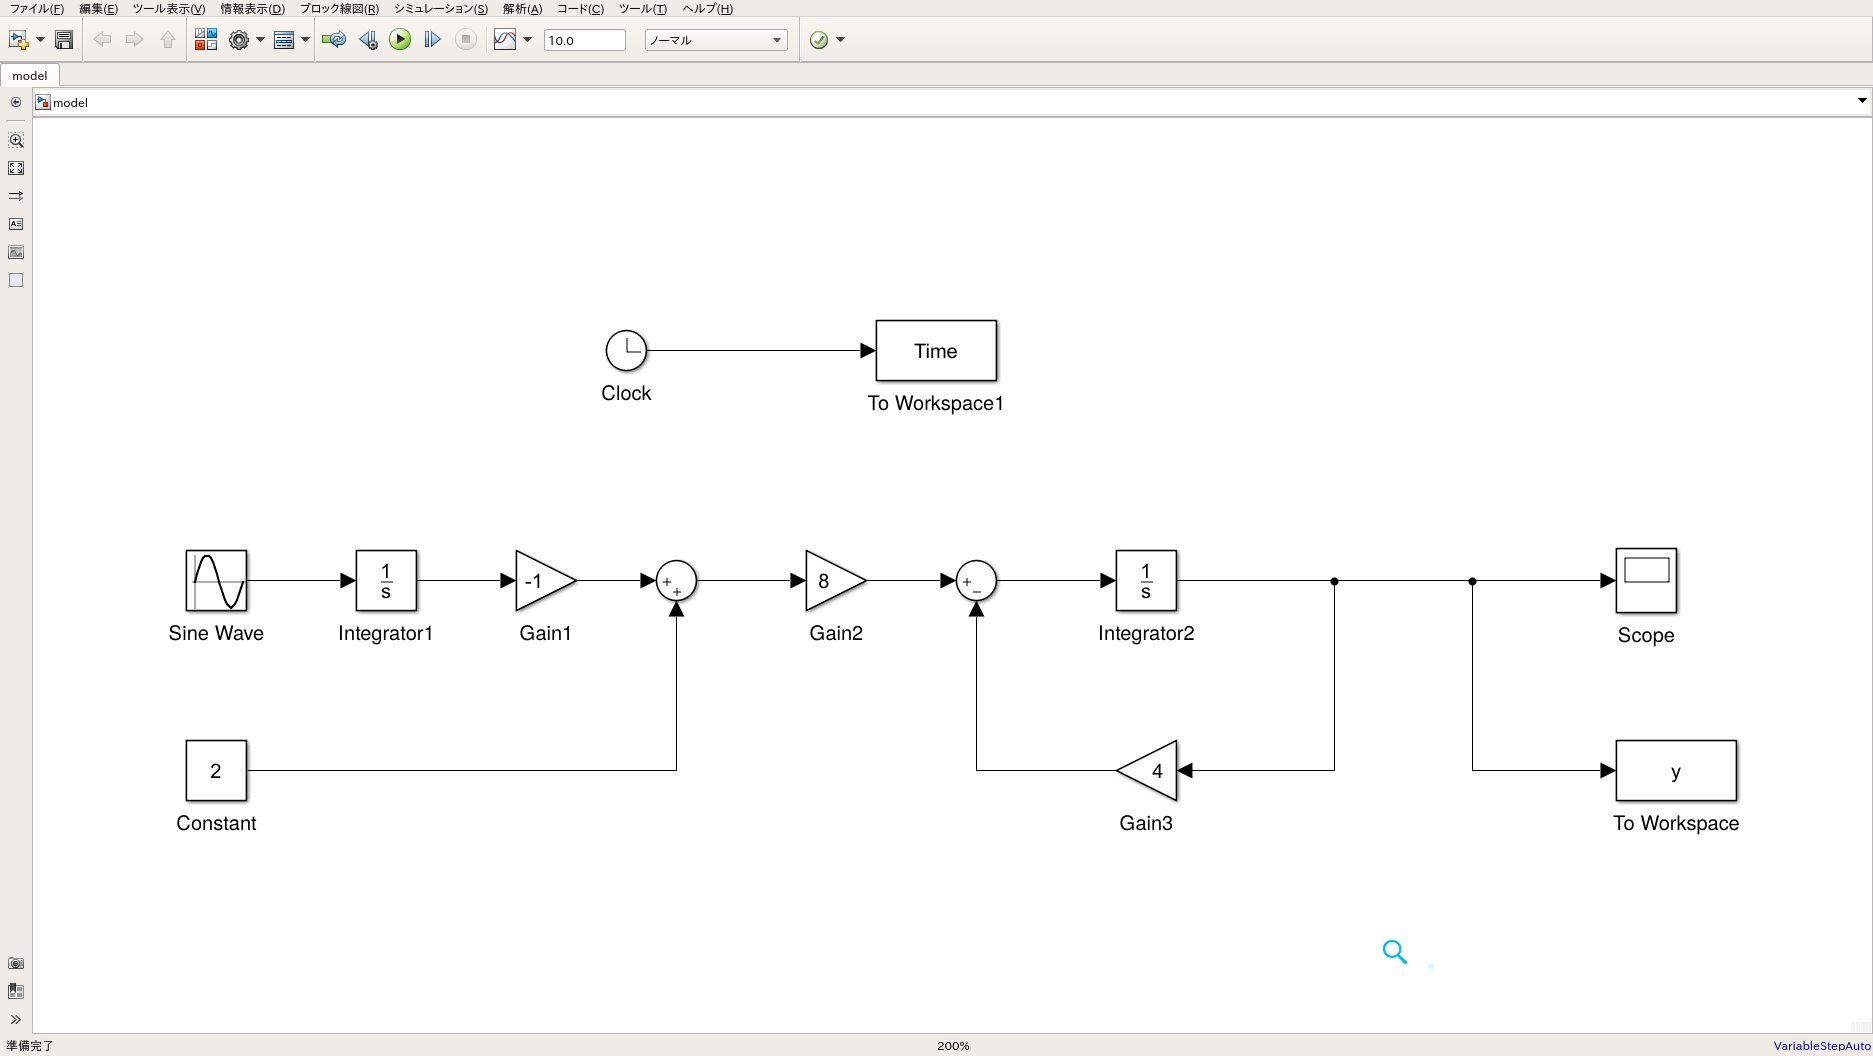 ファイル(F) 編集(E) ツール表示(V) 情報表示(D) ブロック線図(R) シミュレーション(S) 解析(A) コード(C) ツール(T) ヘルプ(H)
10.0 ノーマル
model
model
Time
Clock
To Workspace1
1
s
-1
+
+
8
+
−
1
s
Sine Wave
Integrator1
Gain1
Gain2
Integrator2
Scope
2
4
y
Constant
Gain3
To Workspace
準備完了 200% VariableStepAuto